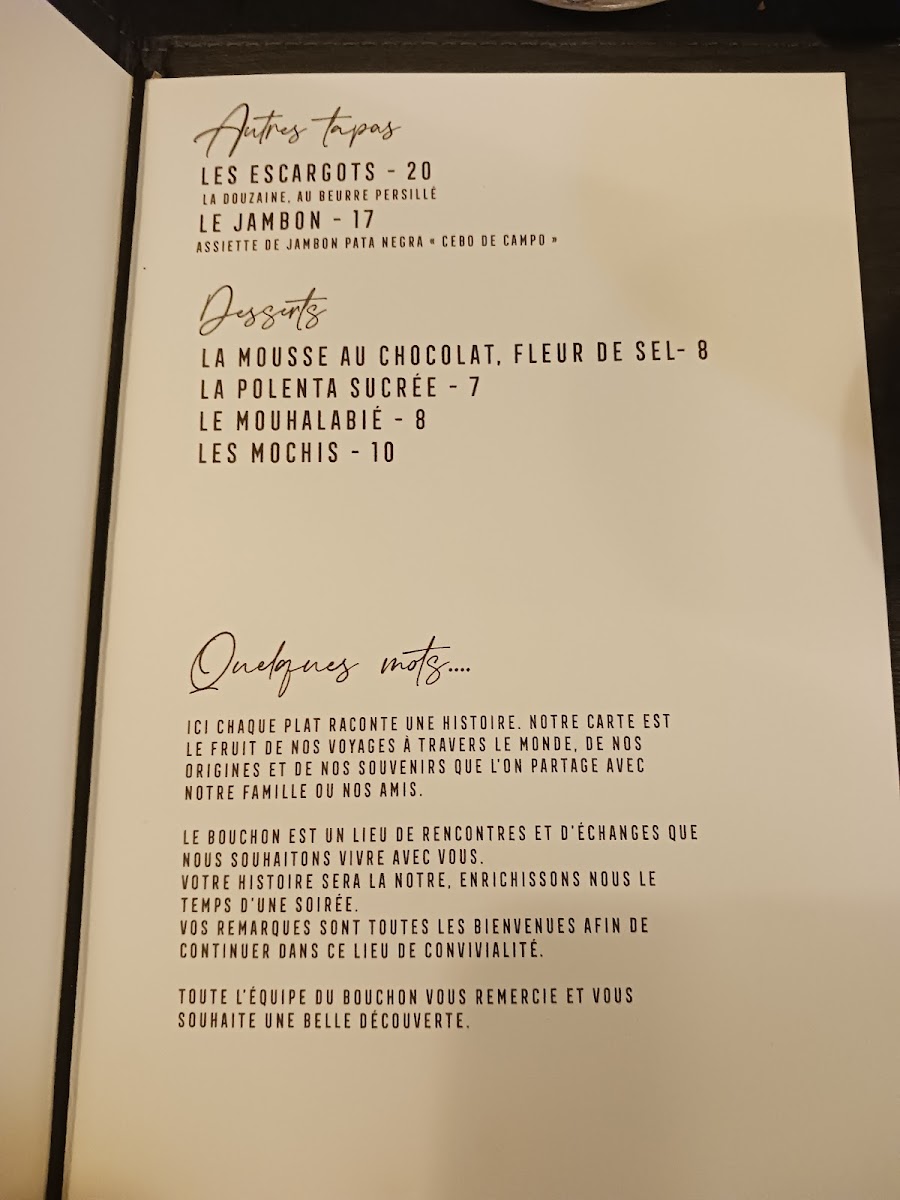 Autres tapas
LES ESCARGOTS - 20
LA DOUZAINE, AU BEURRE PERSILLÉ
LE JAMBON - 17
ASSIETTE DE JAMBON PATA NEGRA « CEBO DE CAMPO »
Desserts
LA MOUSSE AU CHOCOLAT, FLEUR DE SEL- 8
LA POLENTA SUCRÉE - 7
LE MOUHALABIÉ - 8
LES MOCHIS - 10
Quelques mots....
ICI CHAQUE PLAT RACONTE UNE HISTOIRE. NOTRE CARTE EST
LE FRUIT DE NOS VOYAGES À TRAVERS LE MONDE, DE NOS
ORIGINES ET DE NOS SOUVENIRS QUE L'ON PARTAGE AVEC
NOTRE FAMILLE OU NOS AMIS.
LE BOUCHON EST UN LIEU DE RENCONTRES ET D'ÉCHANGES QUE
NOUS SOUHAITONS VIVRE AVEC VOUS.
VOTRE HISTOIRE SERA LA NOTRE, ENRICHISSONS NOUS LE
TEMPS D'UNE SOIRÉE.
VOS REMARQUES SONT TOUTES LES BIENVENUES AFIN DE
CONTINUER DANS CE LIEU DE CONVIVIALITÉ.
TOUTE L'ÉQUIPE DU BOUCHON VOUS REMERCIE ET VOUS
SOUHAITE UNE BELLE DÉCOUVERTE.